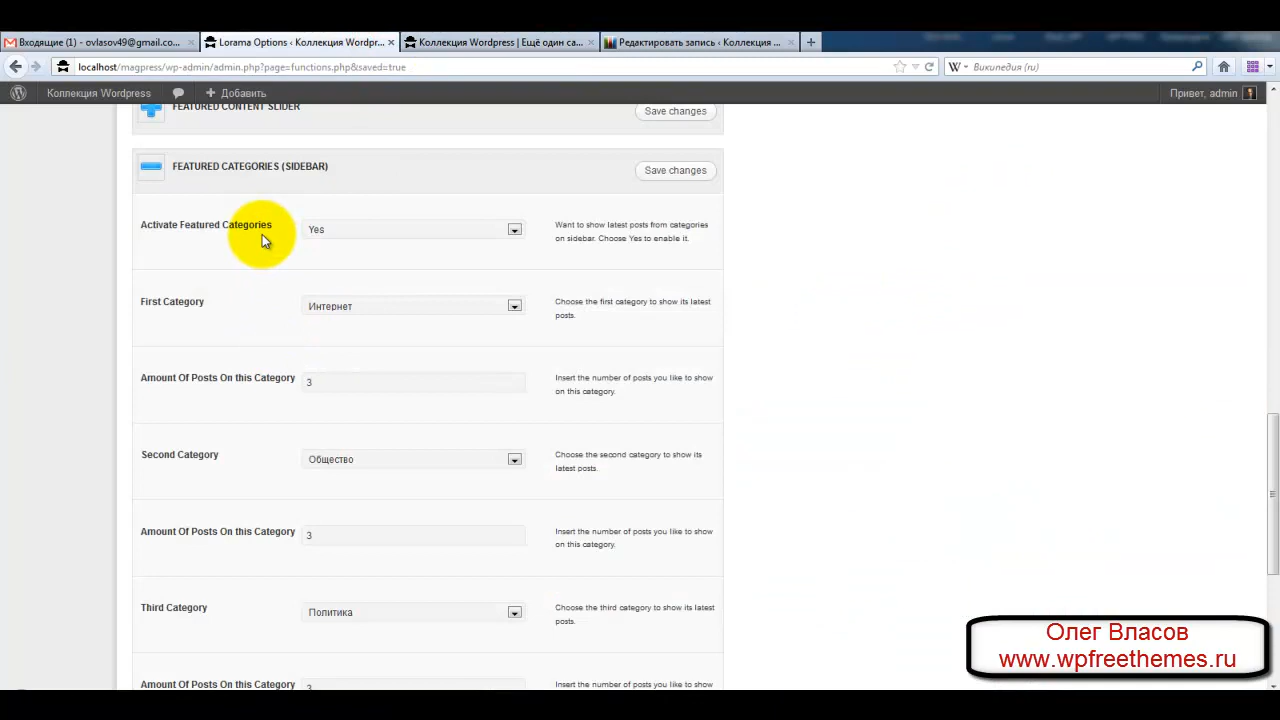 Входящие (1) - ovlasov49@gmail.co...
Lorama Options ‹ Коллекция Wordpr...
Коллекция Wordpress | Ещё один са...
Редактировать запись ‹ Коллекция ...
localhost/magpress/wp-admin/admin.php?page=functions.php&saved=true
Википедия (ru)
Коллекция Wordpress
Добавить
Привет, admin
FEATURED CONTENT SLIDER
Save changes
FEATURED CATEGORIES (SIDEBAR)
Save changes
Activate Featured Categories
Yes
Want to show latest posts from categories
on sidebar. Choose Yes to enable it.
First Category
Интернет
Choose the first category to show its latest
posts.
Amount Of Posts On this Category
3
Insert the number of posts you like to show
on this category.
Second Category
Общество
Choose the second category to show its
latest posts.
Amount Of Posts On this Category
3
Insert the number of posts you like to show
on this category.
Third Category
Политика
Choose the third category to show its latest
posts.
Amount Of Posts On this Category
3
Insert the number of posts you like to show
Олег Власов
www.wpfreethemes.ru